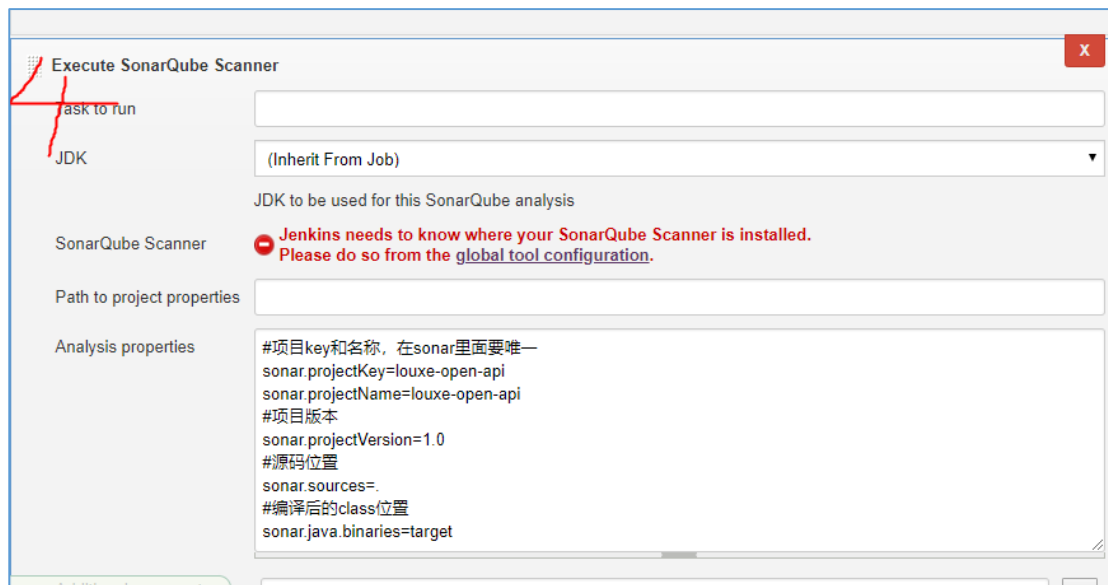 Execute SonarQube Scanner
X
4
Task to run
JDK
(Inherit From Job)
JDK to be used for this SonarQube analysis
SonarQube Scanner
Jenkins needs to know where your SonarQube Scanner is installed.
Please do so from the global tool configuration.
Path to project properties
Analysis properties
#项目key和名称，在sonar里面要唯一
sonar.projectKey=louxe-open-api
sonar.projectName=louxe-open-api
#项目版本
sonar.projectVersion=1.0
#源码位置
sonar.sources=.
#编译后的class位置
sonar.java.binaries=target